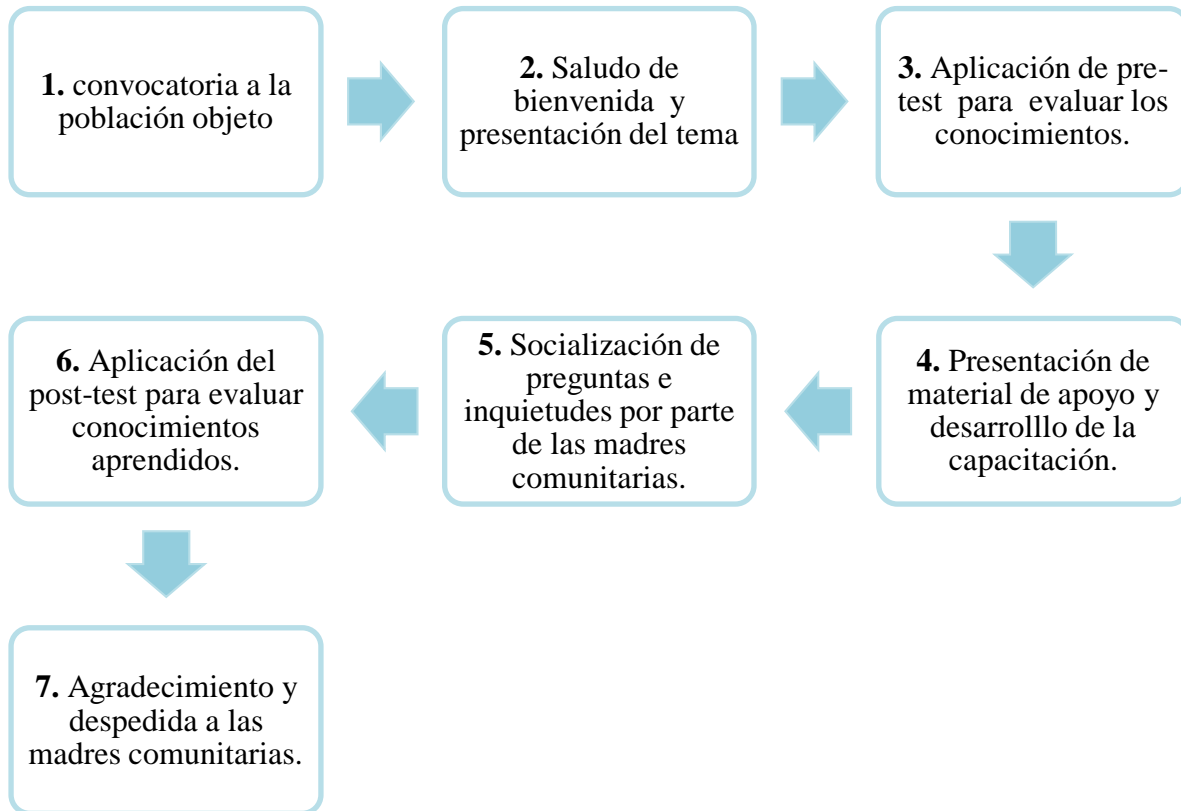 1. convocatoria a la
población objeto
2. Saludo de
bienvenida y
presentación del tema
3. Aplicación de pre-
test para evaluar los
conocimientos.
4. Presentación de
material de apoyo y
desarrolllo de la
capacitación.
5. Socialización de
preguntas e
inquietudes por parte
de las madres
comunitarias.
6. Aplicación del
post-test para evaluar
conocimientos
aprendidos.
7. Agradecimiento y
despedida a las
madres comunitarias.